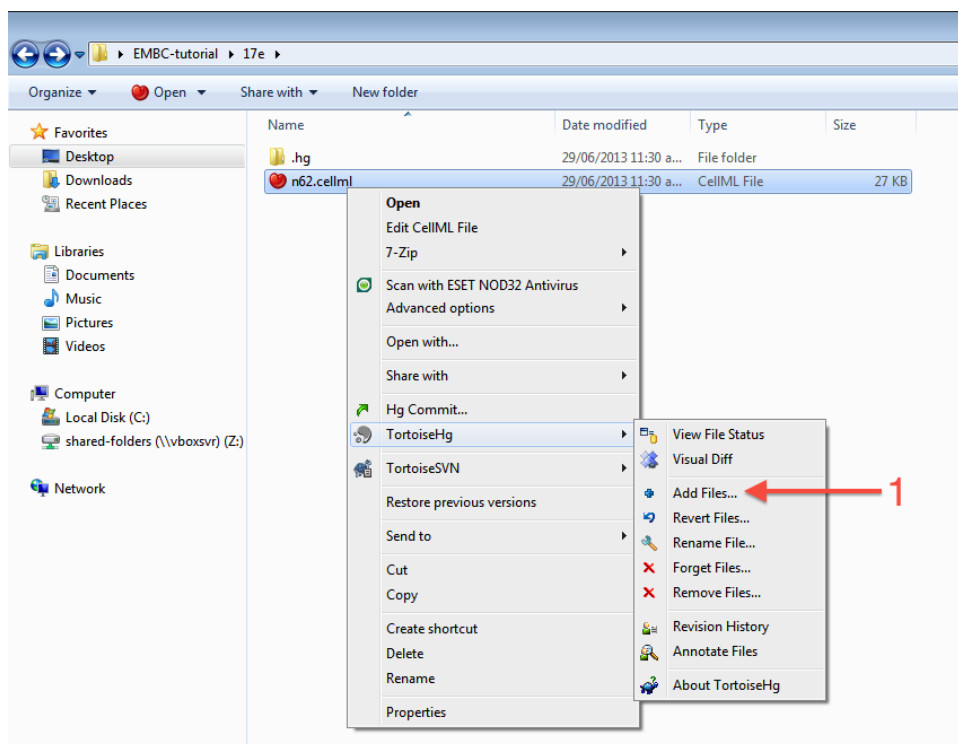 EMBC-tutorial 17e
Organize Open Share with New folder
Name Date modified Type Size
Favorites
Desktop
Downloads
Recent Places
Libraries
Documents
Music
Pictures
Videos
Computer
Local Disk (C:)
shared-folders (\\vboxsvr) (Z:)
Network
.hg 29/06/2013 11:30 a... File folder
n62.cellml 29/06/2013 11:30 a... CellML File 27 KB
Open
Edit CellML File
7-Zip
Scan with ESET NOD32 Antivirus
Advanced options
Open with...
Share with
Hg Commit...
TortoiseHg
TortoiseSVN
Restore previous versions
Send to
Cut
Copy
Create shortcut
Delete
Rename
Properties
View File Status
Visual Diff
Add Files... 1
Revert Files...
Rename File...
Forget Files...
Remove Files...
Revision History
Annotate Files
About TortoiseHg